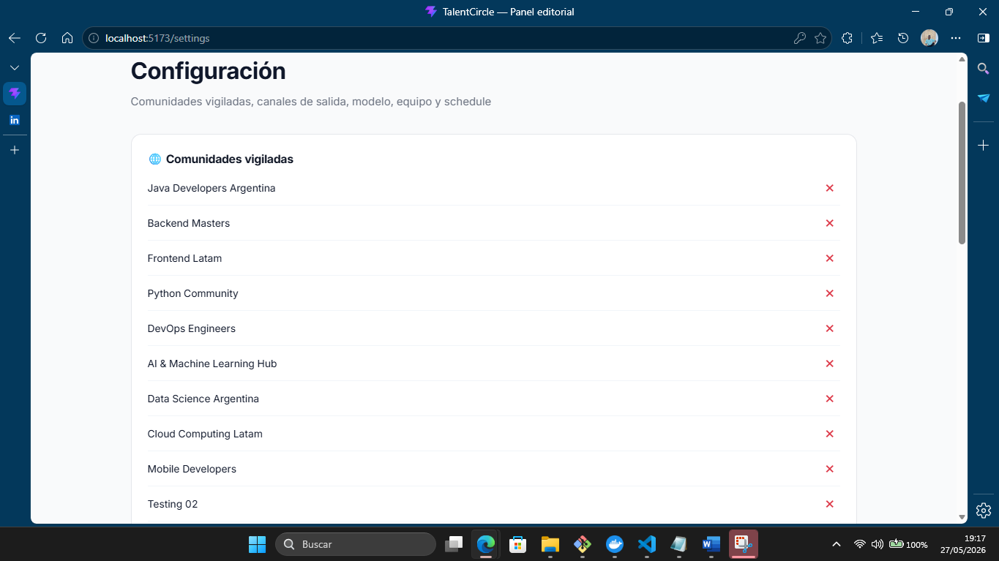 TalentCircle — Panel editorial
localhost:5173/settings
Configuración
Comunidades vigiladas, canales de salida, modelo, equipo y schedule
Comunidades vigiladas
Java Developers Argentina
Backend Masters
Frontend Latam
Python Community
DevOps Engineers
AI & Machine Learning Hub
Data Science Argentina
Cloud Computing Latam
Mobile Developers
Testing 02
Buscar
100%
19:17
27/05/2026